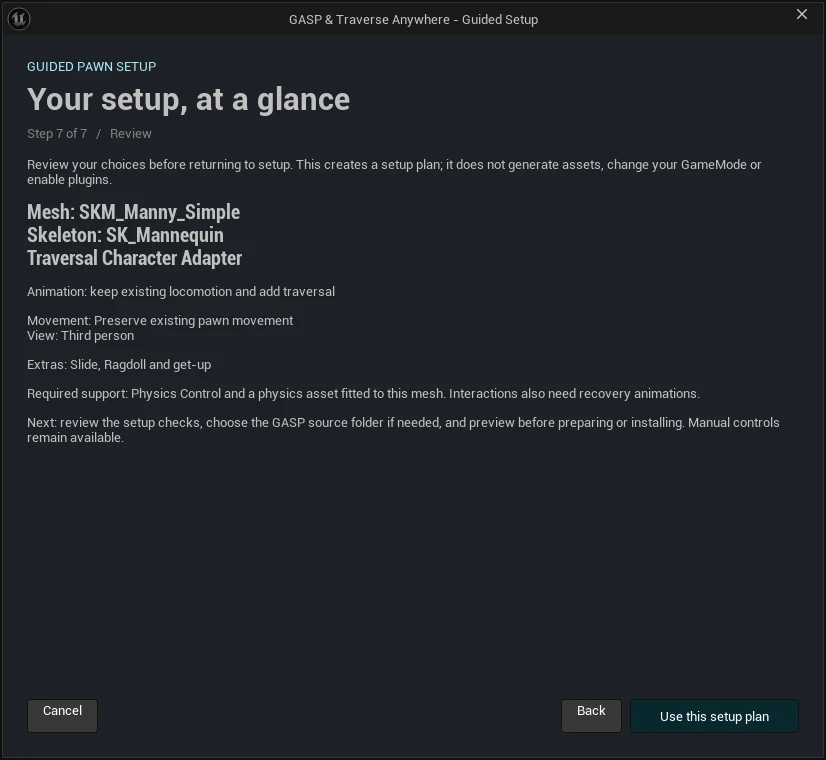 GASP & Traverse Anywhere - Guided Setup
GUIDED PAWN SETUP
Your setup, at a glance
Step 7 of 7 / Review
Review your choices before returning to setup. This creates a setup plan; it does not generate assets, change your GameMode or
enable plugins.
Mesh: SKM_Manny_Simple
Skeleton: SK_Mannequin
Traversal Character Adapter
Animation: keep existing locomotion and add traversal
Movement: Preserve existing pawn movement
View: Third person
Extras: Slide, Ragdoll and get-up
Required support: Physics Control and a physics asset fitted to this mesh. Interactions also need recovery animations.
Next: review the setup checks, choose the GASP source folder if needed, and preview before preparing or installing. Manual controls
remain available.
Cancel
Back
Use this setup plan